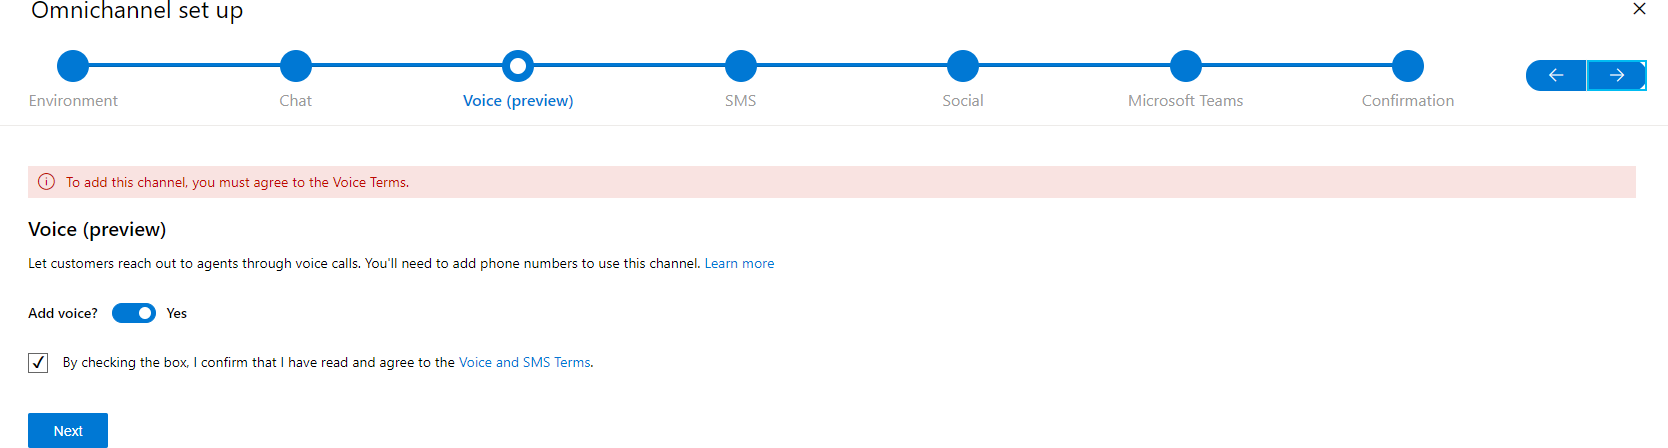 Omnichannel set up
Environment
Chat
Voice (preview)
SMS
Social
Microsoft Teams
Confirmation
To add this channel, you must agree to the Voice Terms.
Voice (preview)
Let customers reach out to agents through voice calls. You'll need to add phone numbers to use this channel. Learn more
Add voice? Yes
By checking the box, I confirm that I have read and agree to the Voice and SMS Terms.
Next